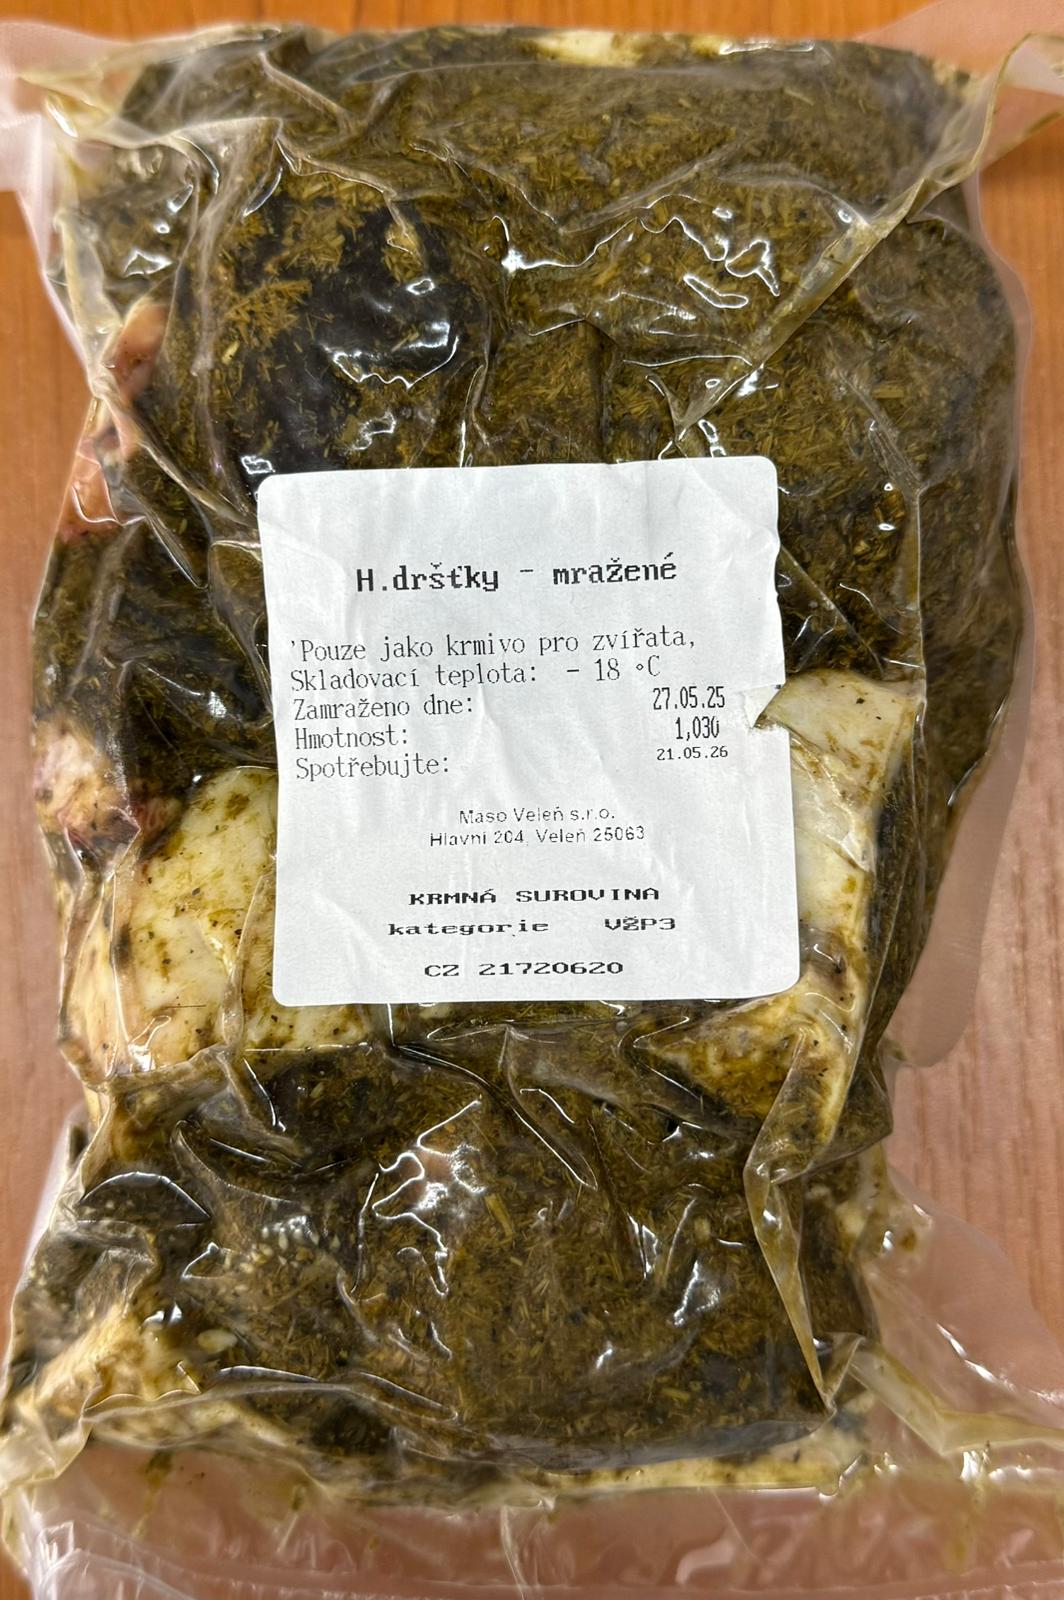 H.dršťky - mražené
'Pouze jako krmivo pro zvířata,
Skladovací teplota: - 18 °C
Zamraženo dne: 27.05.25
Hmotnost: 1,030
Spotřebujte: 21.05.26
Maso Veleň s.r.o.
Hlavní 204, Veleň 25063
KRMNÁ SUROVINA
kategorie VŽP3
CZ 21720620